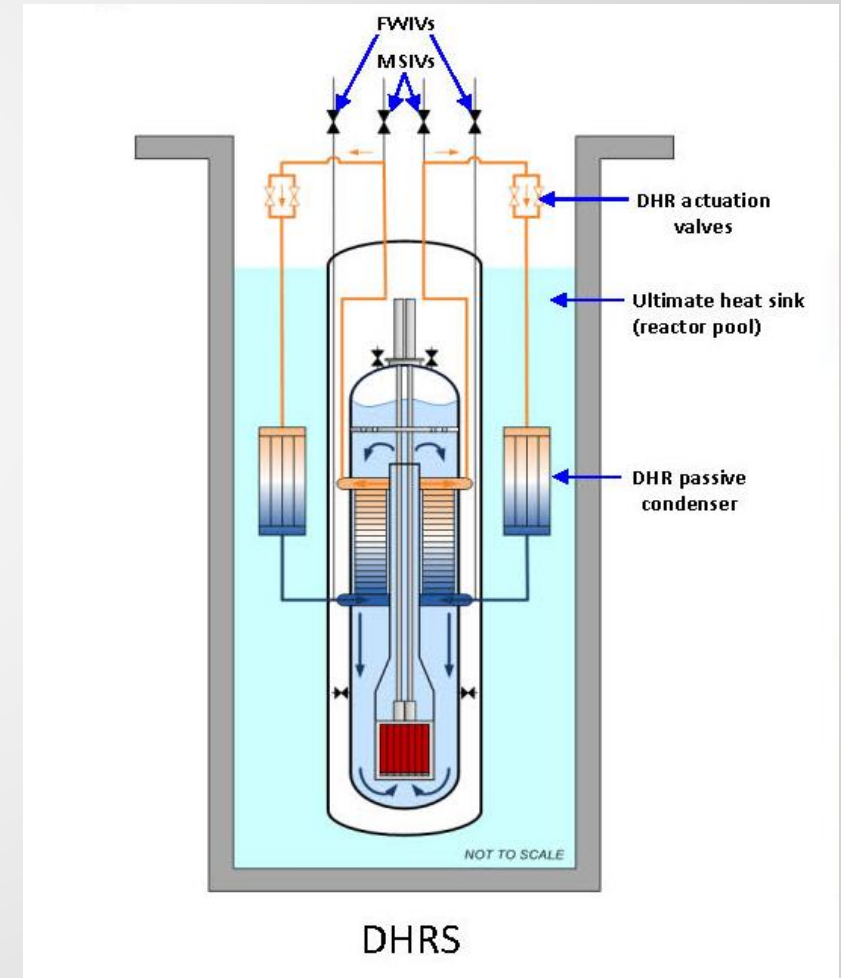 FWIVs
MSIVs
DHR actuation
valves
Ultimate heat sink
(reactor pool)
DHR passive
condenser
NOT TO SCALE
DHRS